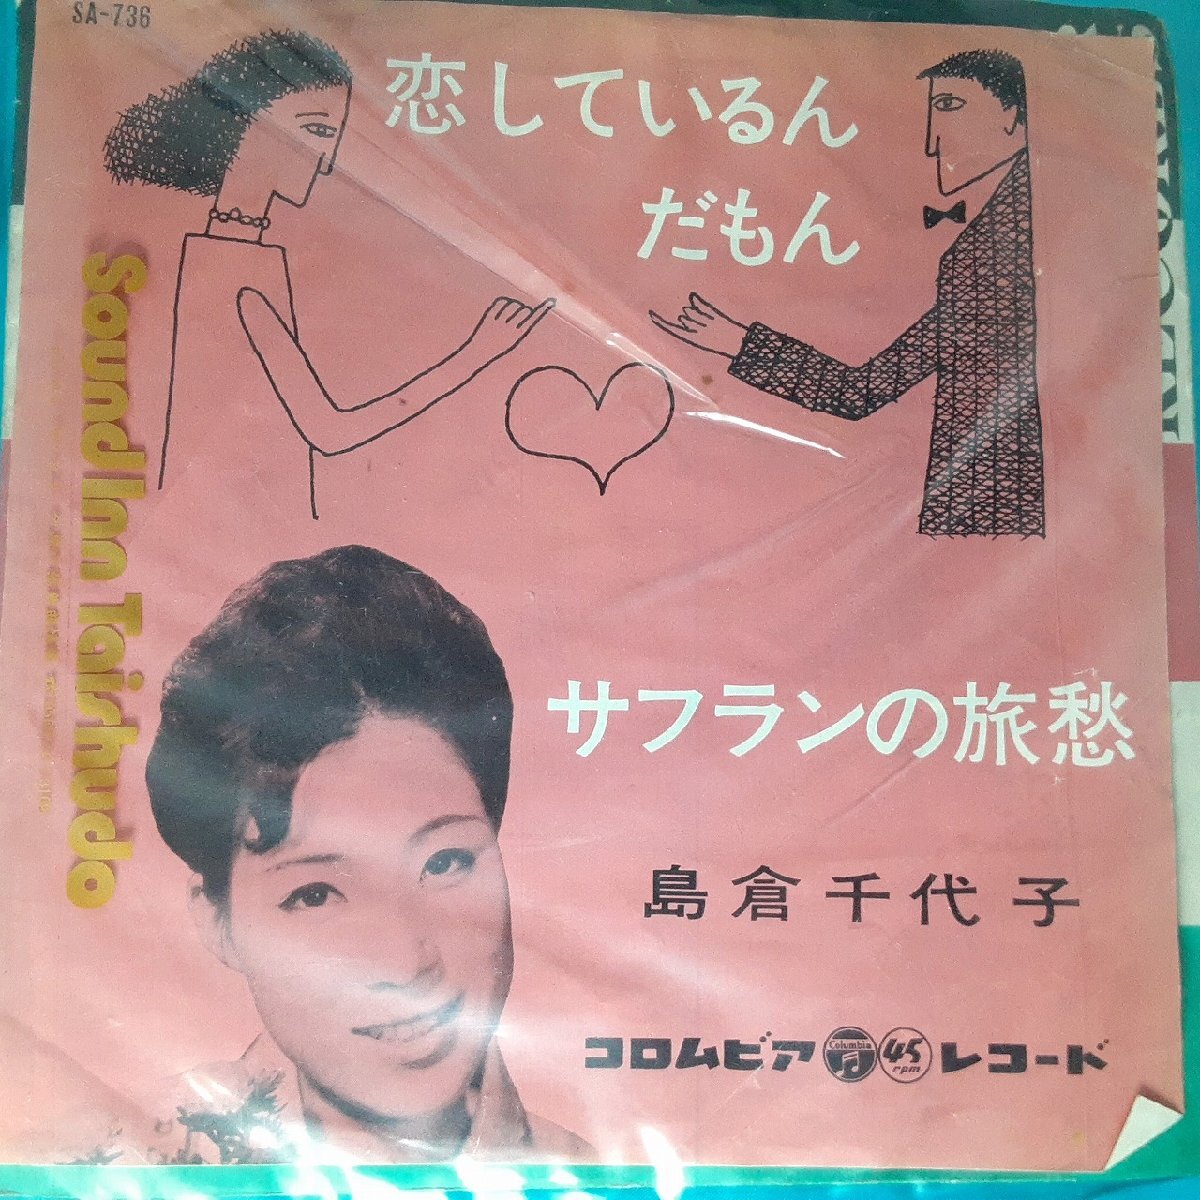 SA-736
恋しているん
だもん
Sound Inn Taishudo
サフランの旅愁
島倉千代子
コロムビア Columbia 45 rpm レコード